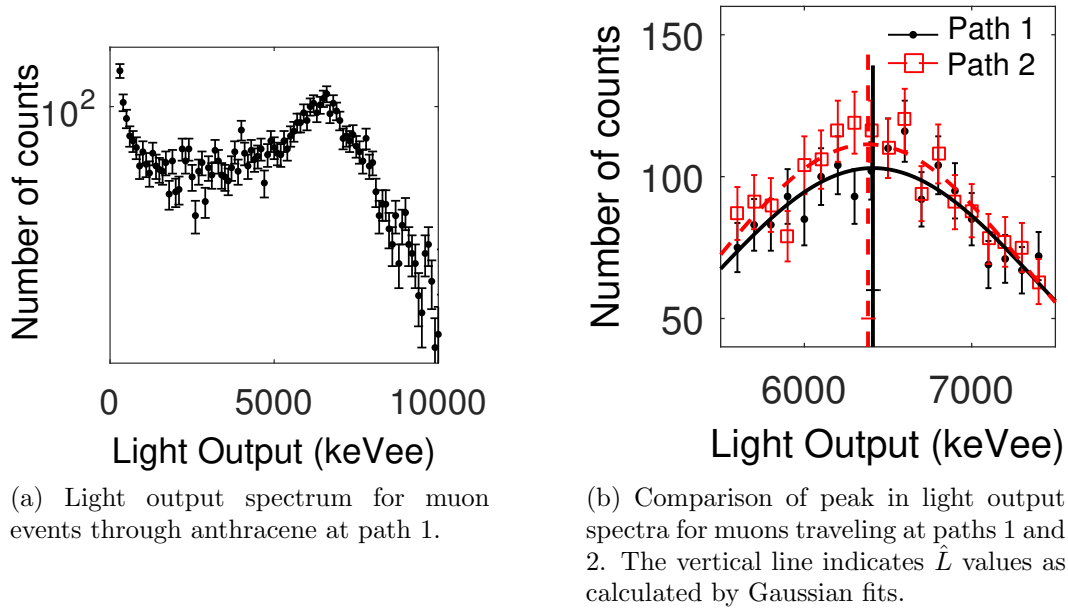 Number of counts
10^2
0
5000
10000
Light Output (keVee)
(a) Light output spectrum for muon
events through anthracene at path 1.
Number of counts
150
100
50
Path 1
Path 2
6000
7000
Light Output (keVee)
(b) Comparison of peak in light output
spectra for muons traveling at paths 1 and
2. The vertical line indicates L̂ values as
calculated by Gaussian fits.